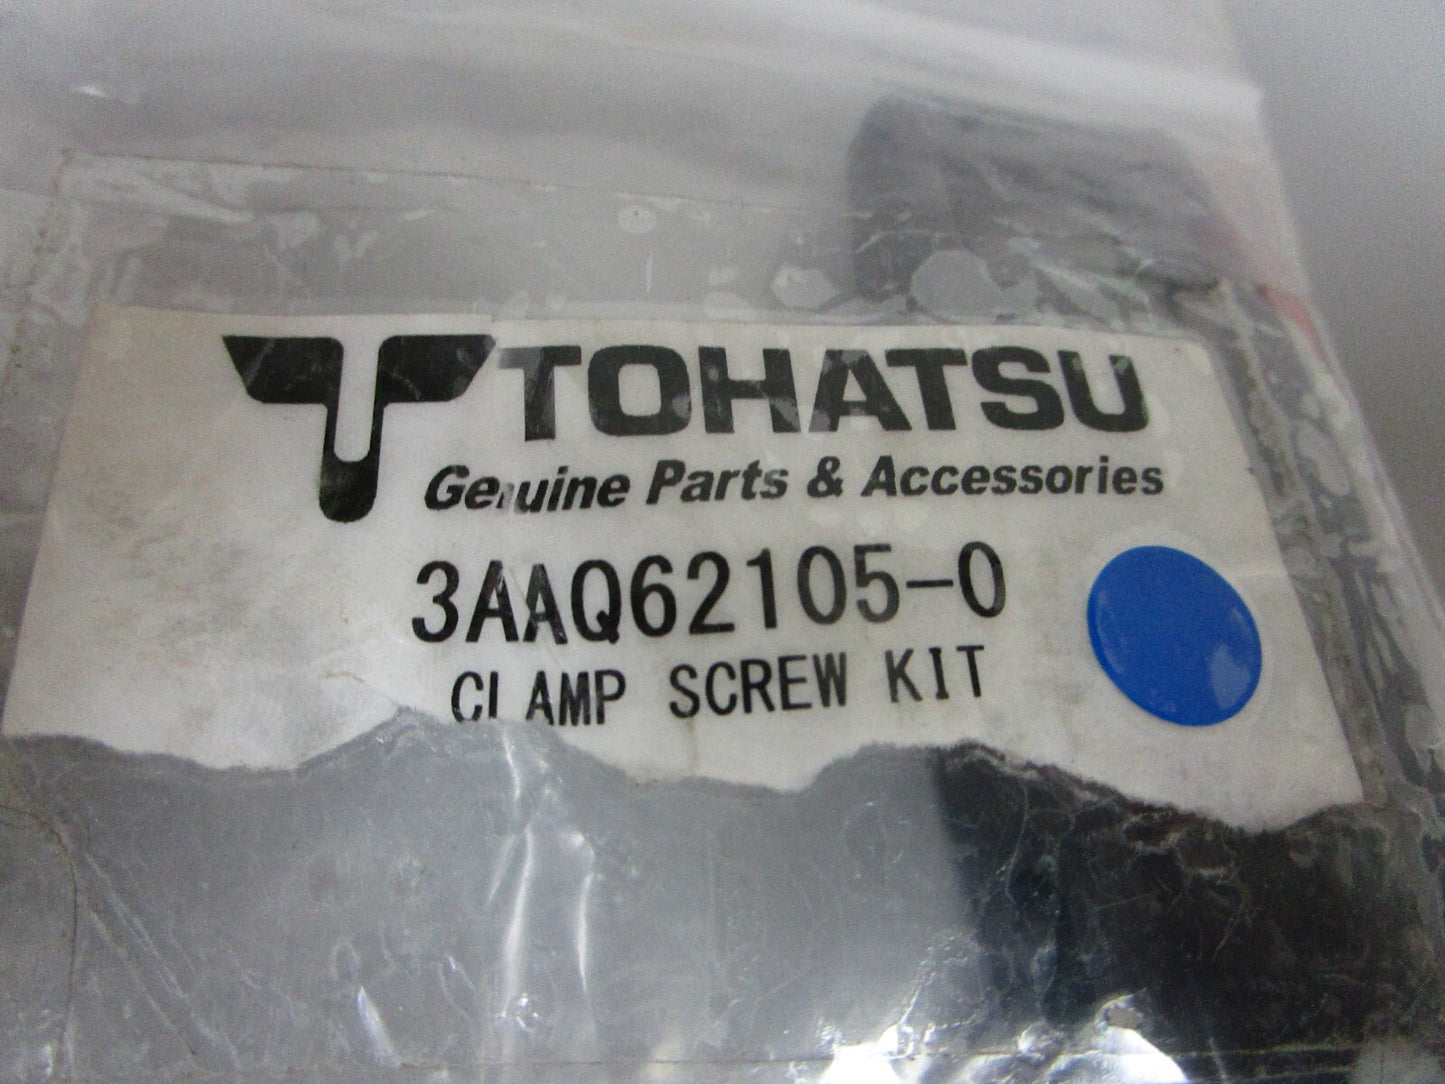 TOHATSU
Genuine Parts & Accessories
3AAQ62105-0
CLAMP SCREW KIT